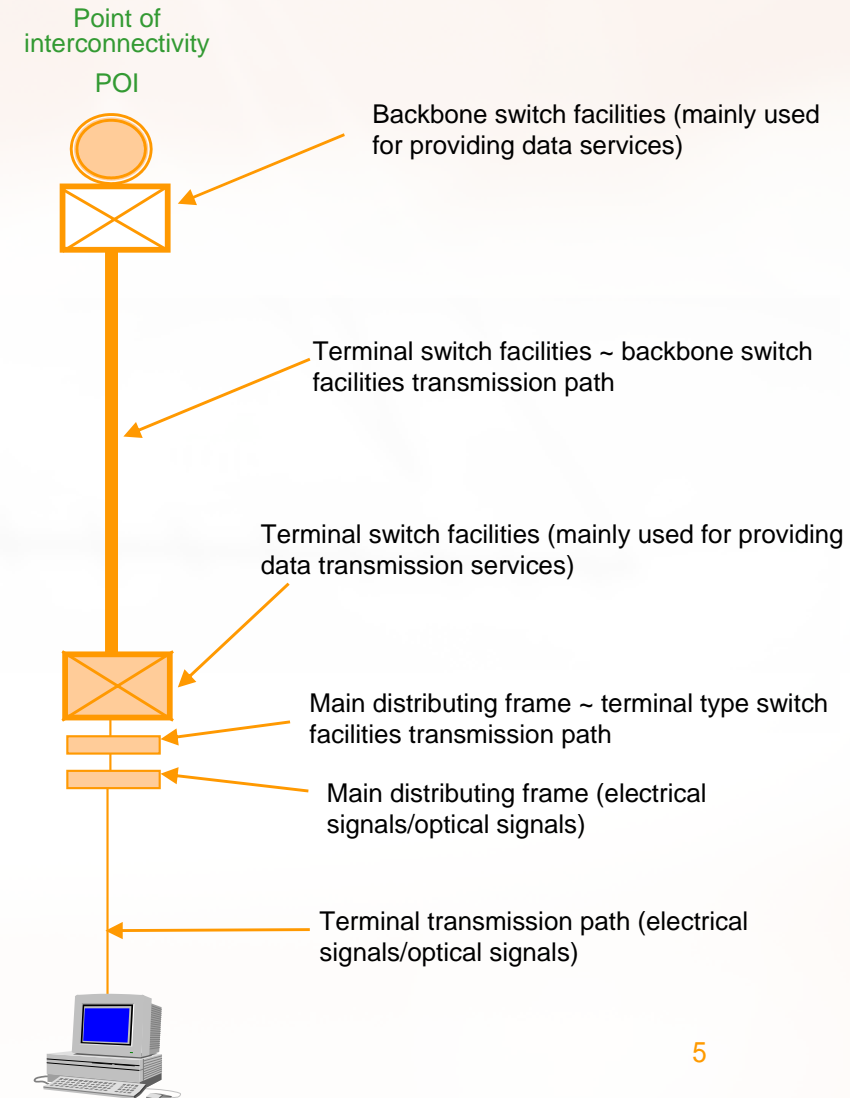 Point of
interconnectivity
POI
Backbone switch facilities (mainly used
for providing data services)
Terminal switch facilities ~ backbone switch
facilities transmission path
Terminal switch facilities (mainly used for providing
data transmission services)
Main distributing frame ~ terminal type switch
facilities transmission path
Main distributing frame (electrical
signals/optical signals)
Terminal transmission path (electrical
signals/optical signals)
5